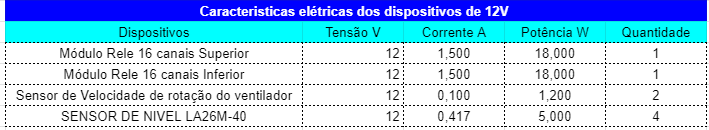 Caracteristicas elétricas dos dispositivos de 12V
Dispositivos Tensão V Corrente A Potência W Quantidade
Módulo Rele 16 canais Superior 12 1,500 18,000 1
Módulo Rele 16 canais Inferior 12 1,500 18,000 1
Sensor de Velocidade de rotação do ventilador 12 0,100 1,200 2
SENSOR DE NIVEL LA26M-40 12 0,417 5,000 4